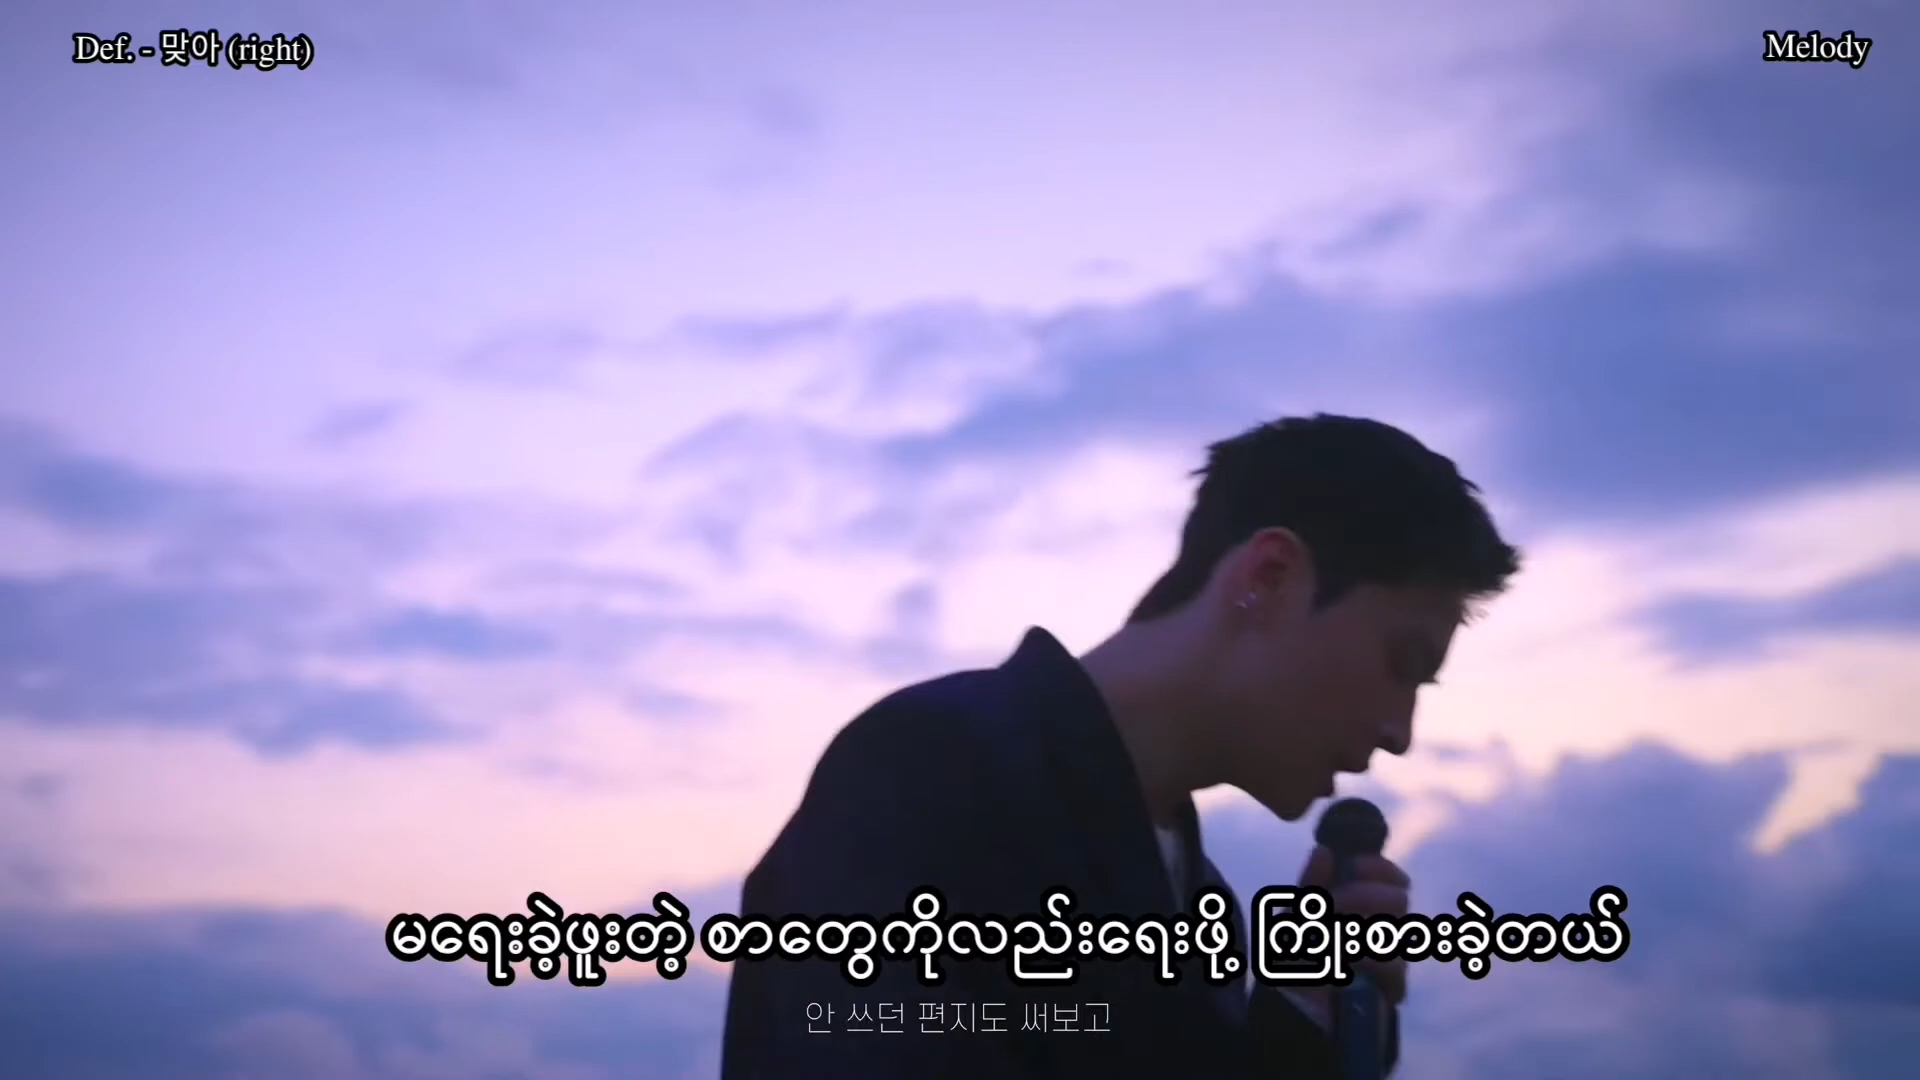 Def. - 맞아 (right)
Melody
မရေးခဲ့ဖူးတဲ့ စာတွေကိုလည်းရေးဖို့ ကြိုးစားခဲ့တယ်
안 쓰던 편지도 써보고